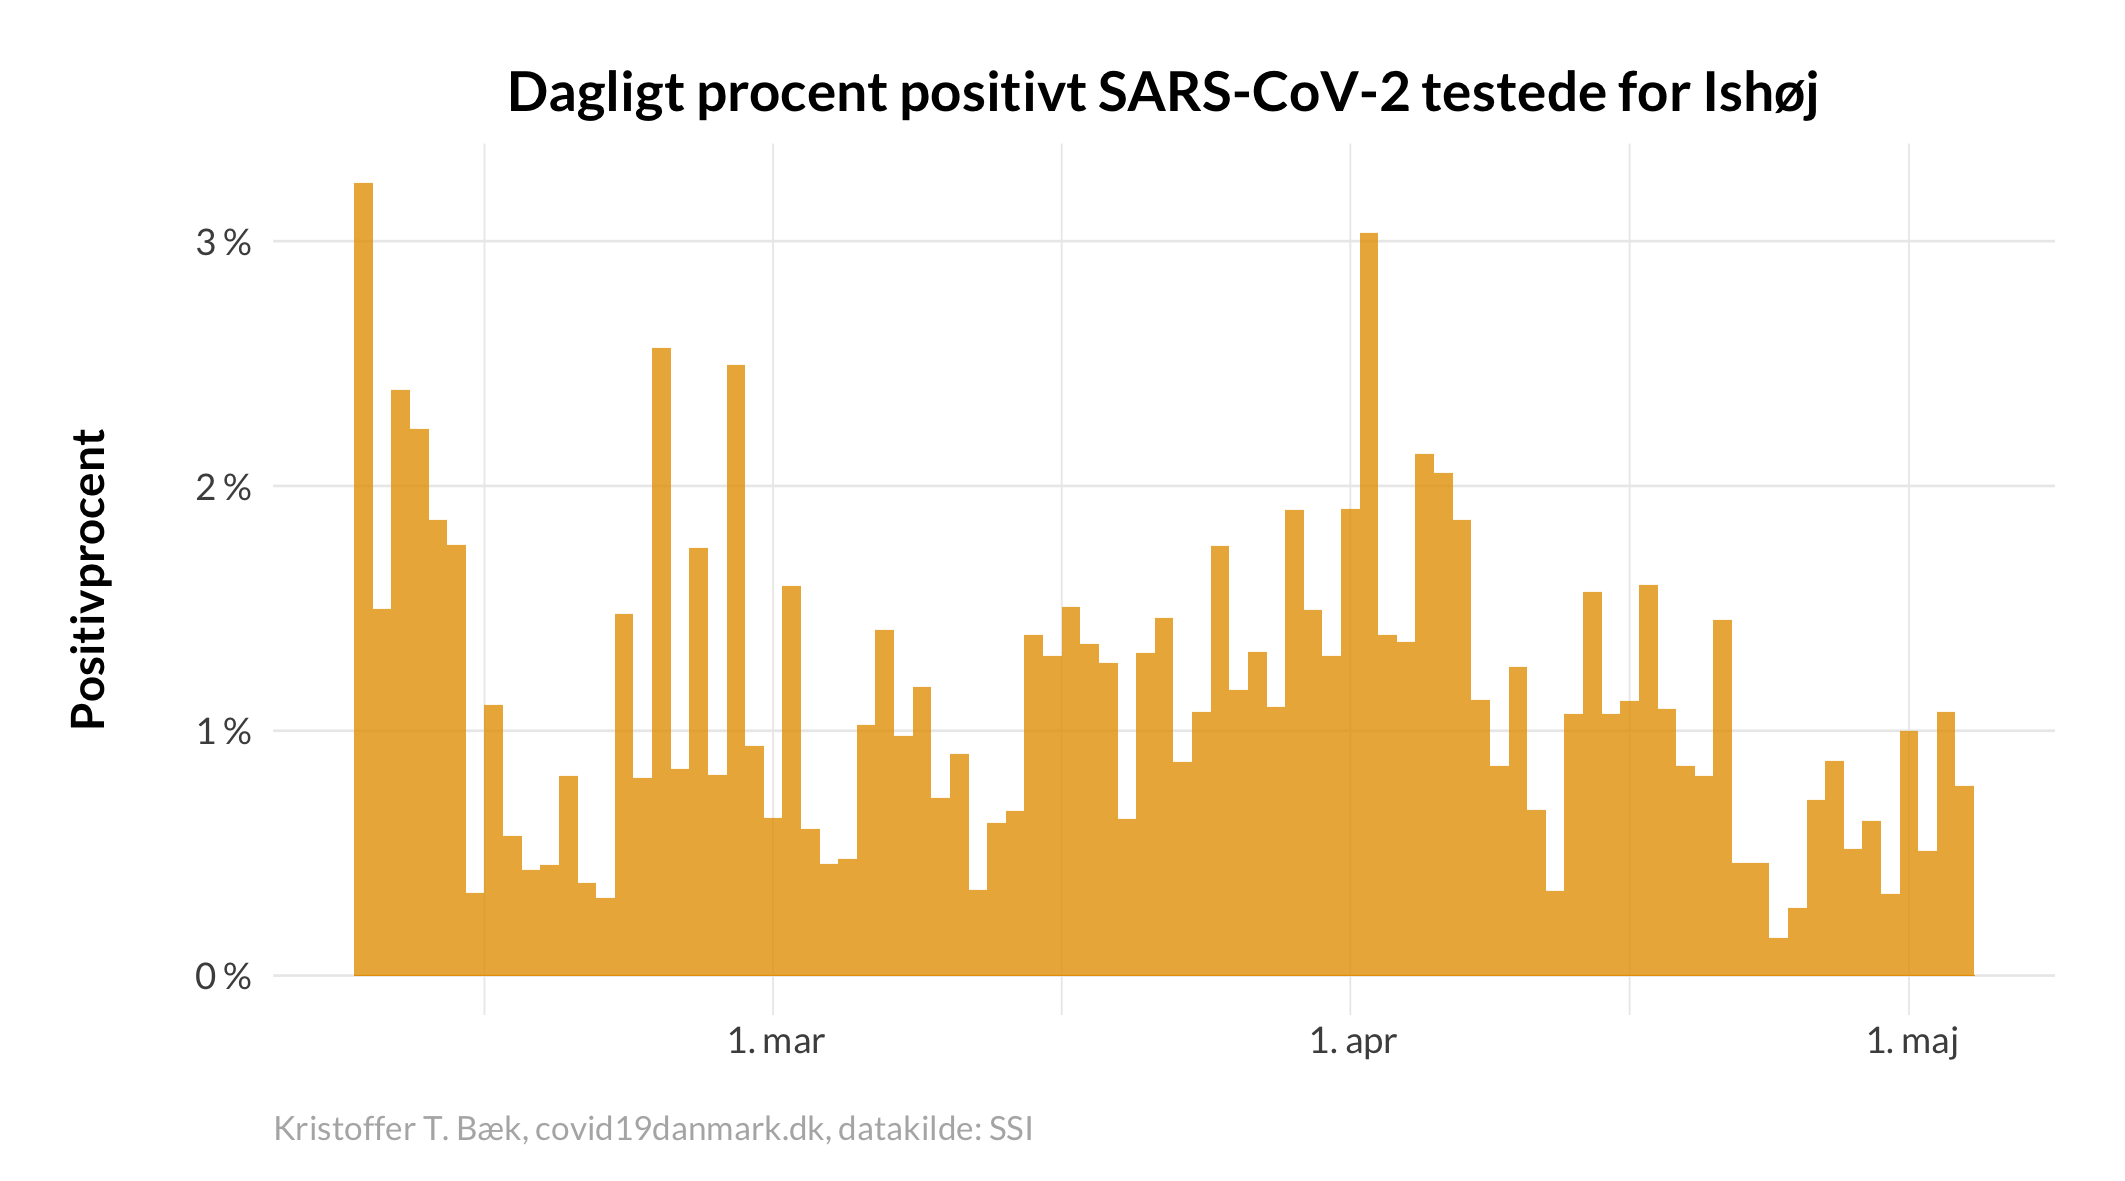 Dagligt procent positivt SARS-CoV-2 testede for Ishøj
Positivprocent
3 %
2 %
1 %
0 %
1. mar
1. apr
1. maj
Kristoffer T. Bæk, covid19danmark.dk, datakilde: SSI